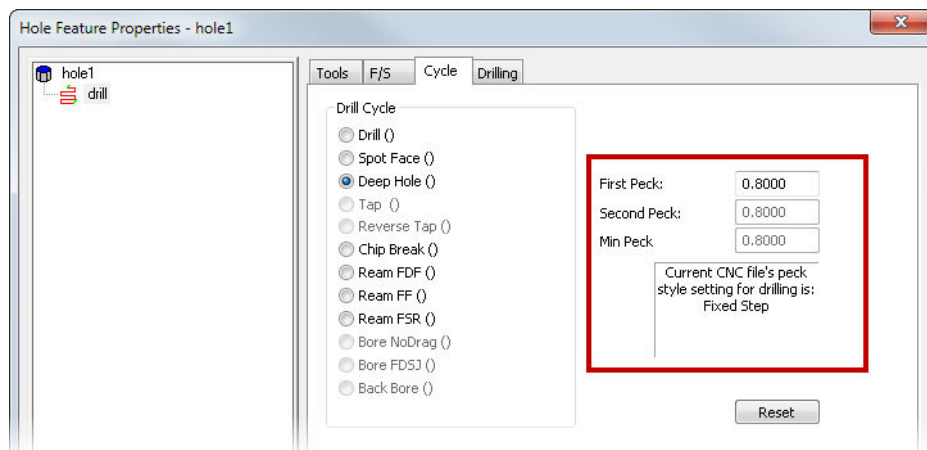 Hole Feature Properties - hole1
hole1
drill
Tools F/S Cycle Drilling
Drill Cycle
Drill ()
Spot Face ()
Deep Hole ()
Tap ()
Reverse Tap ()
Chip Break ()
Ream FDF ()
Ream FF ()
Ream FSR ()
Bore NoDrag ()
Bore FDSJ ()
Back Bore ()
First Peck: 0.8000
Second Peck: 0.8000
Min Peck 0.8000
Current CNC file's peck
style setting for drilling is:
Fixed Step
Reset